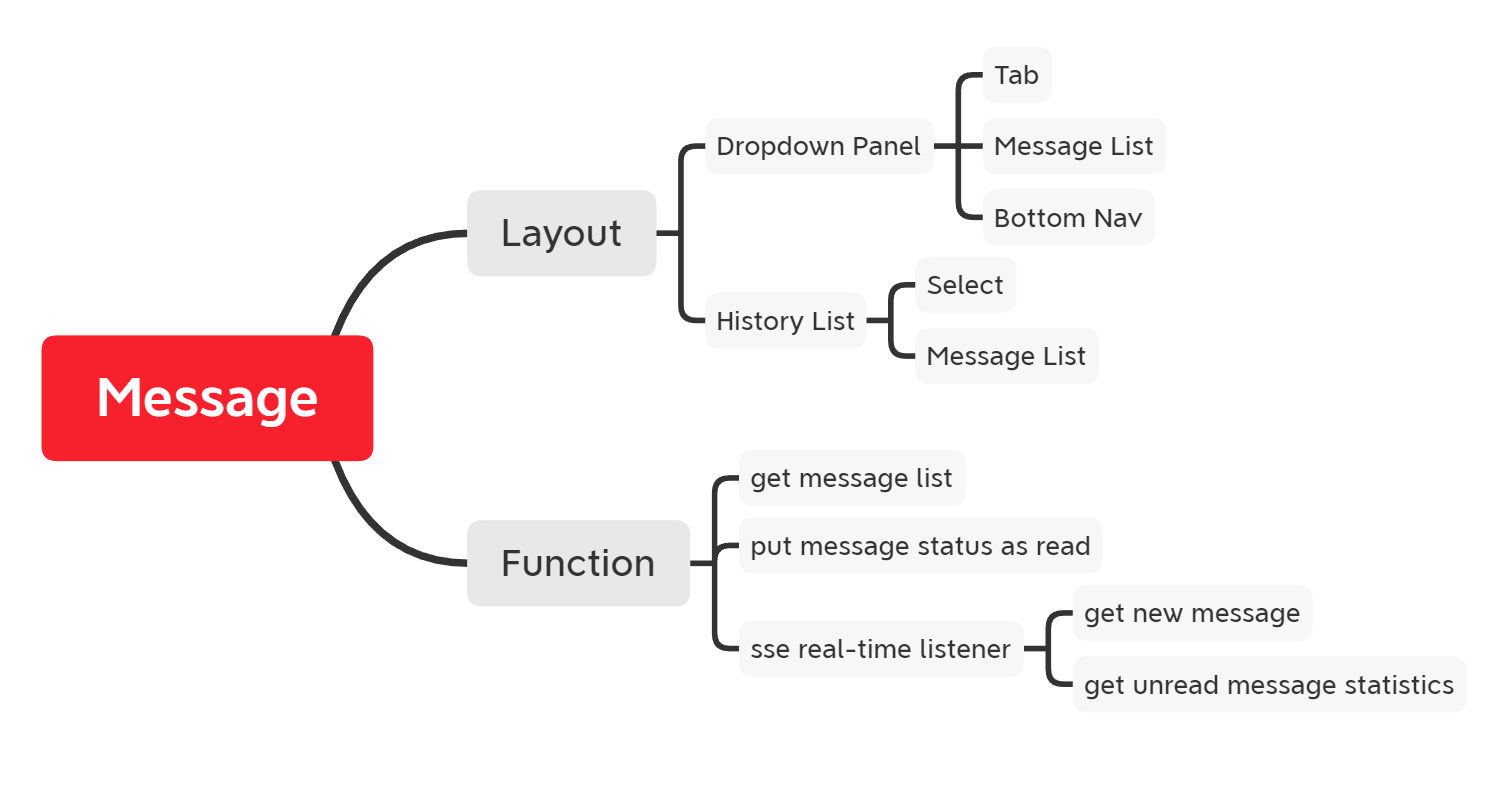 Message
Layout
Dropdown Panel
Tab
Message List
Bottom Nav
History List
Select
Message List
Function
get message list
put message status as read
sse real-time listener
get new message
get unread message statistics